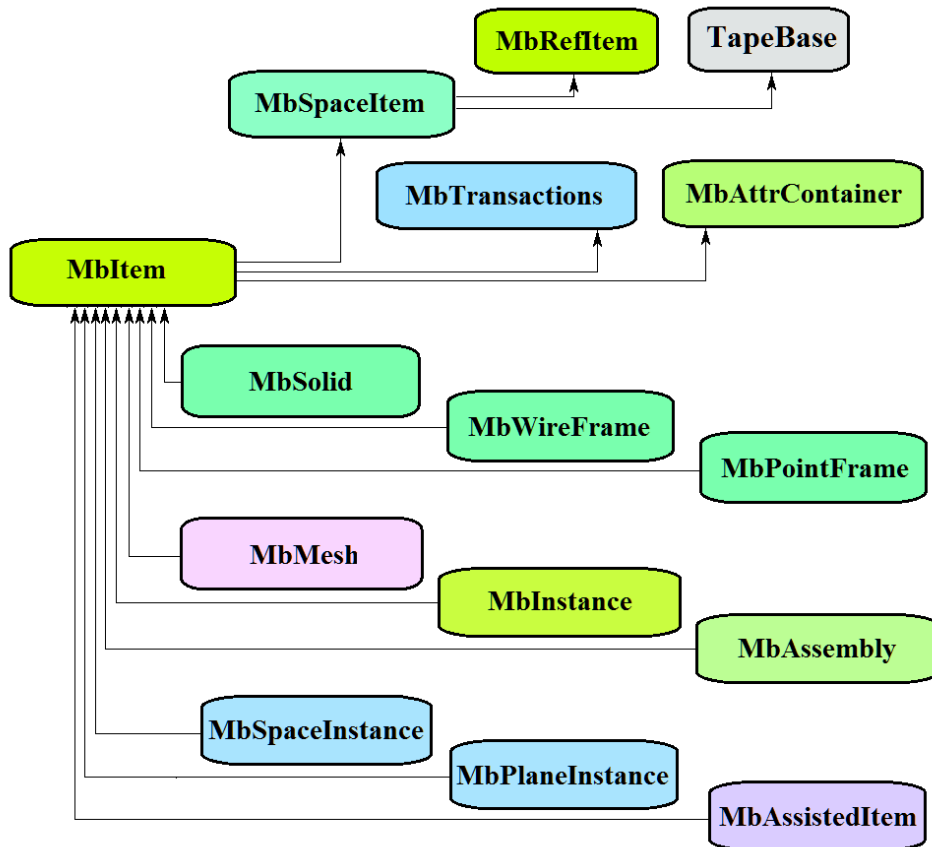 MbRefItem
TapeBase
MbSpaceItem
MbTransactions
MbAttrContainer
MbItem
MbSolid
MbWireFrame
MbPointFrame
MbMesh
MbInstance
MbAssembly
MbSpaceInstance
MbPlaneInstance
MbAssistedItem